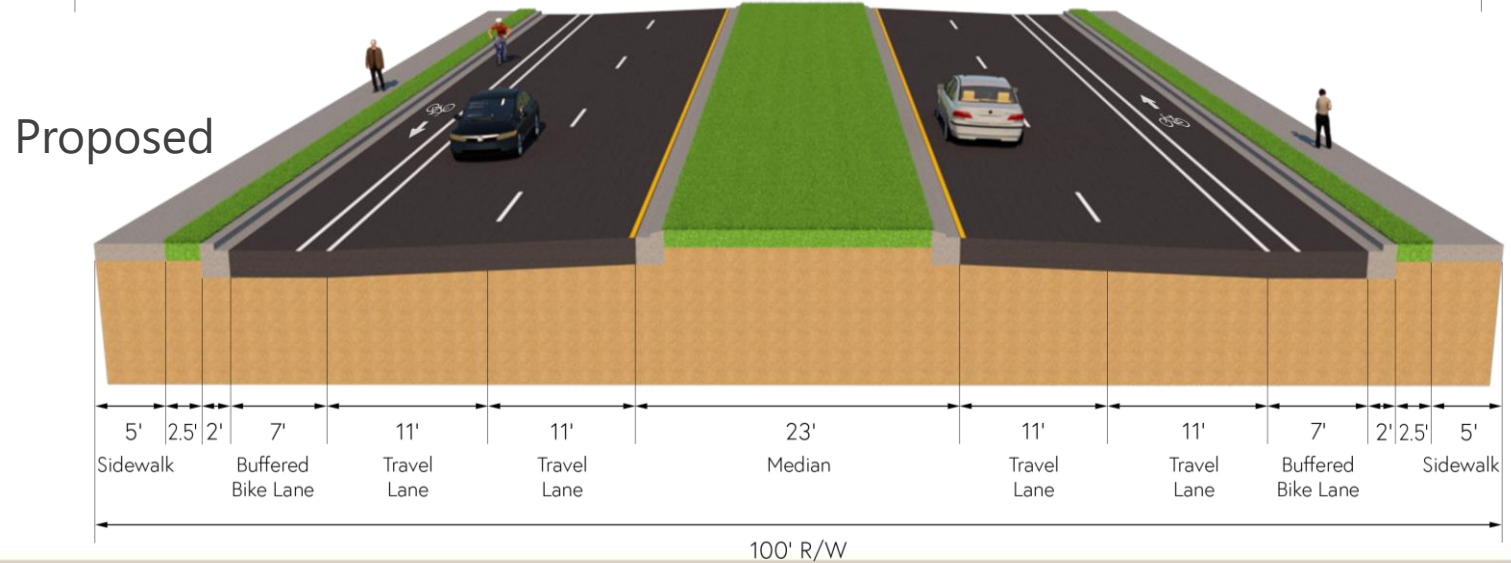 Proposed
5' 2.5' 2' 7' 11' 11' 23' 11' 11' 7' 2' 2.5' 5'
Sidewalk Buffered Travel Travel Median Travel Travel Buffered Sidewalk
Bike Lane Lane Lane Lane Lane Bike Lane
100' R/W